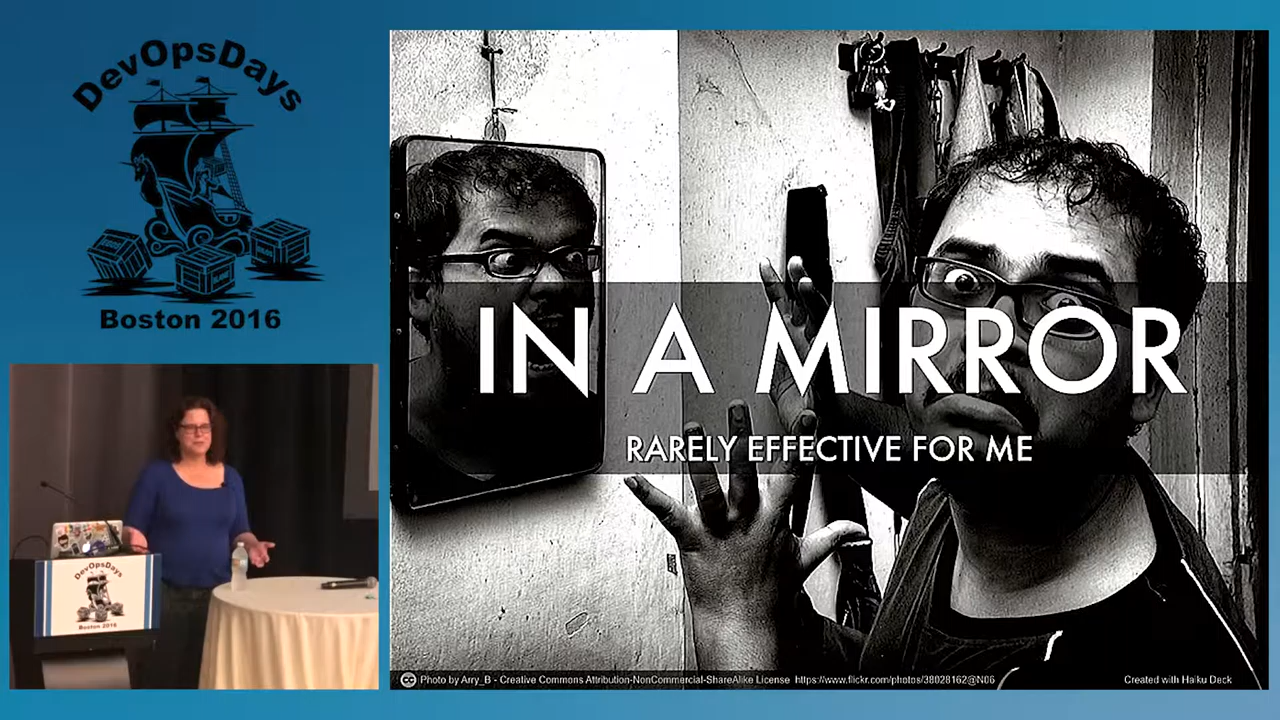 DevOpsDays
Boston 2016
DevOpsDays
Boston 2016
IN A MIRROR
RARELY EFFECTIVE FOR ME
Photo by Arry_B - Creative Commons Attribution-NonCommercial-ShareAlike License https://www.flickr.com/photos/38028162@N06
Created with Haiku Deck